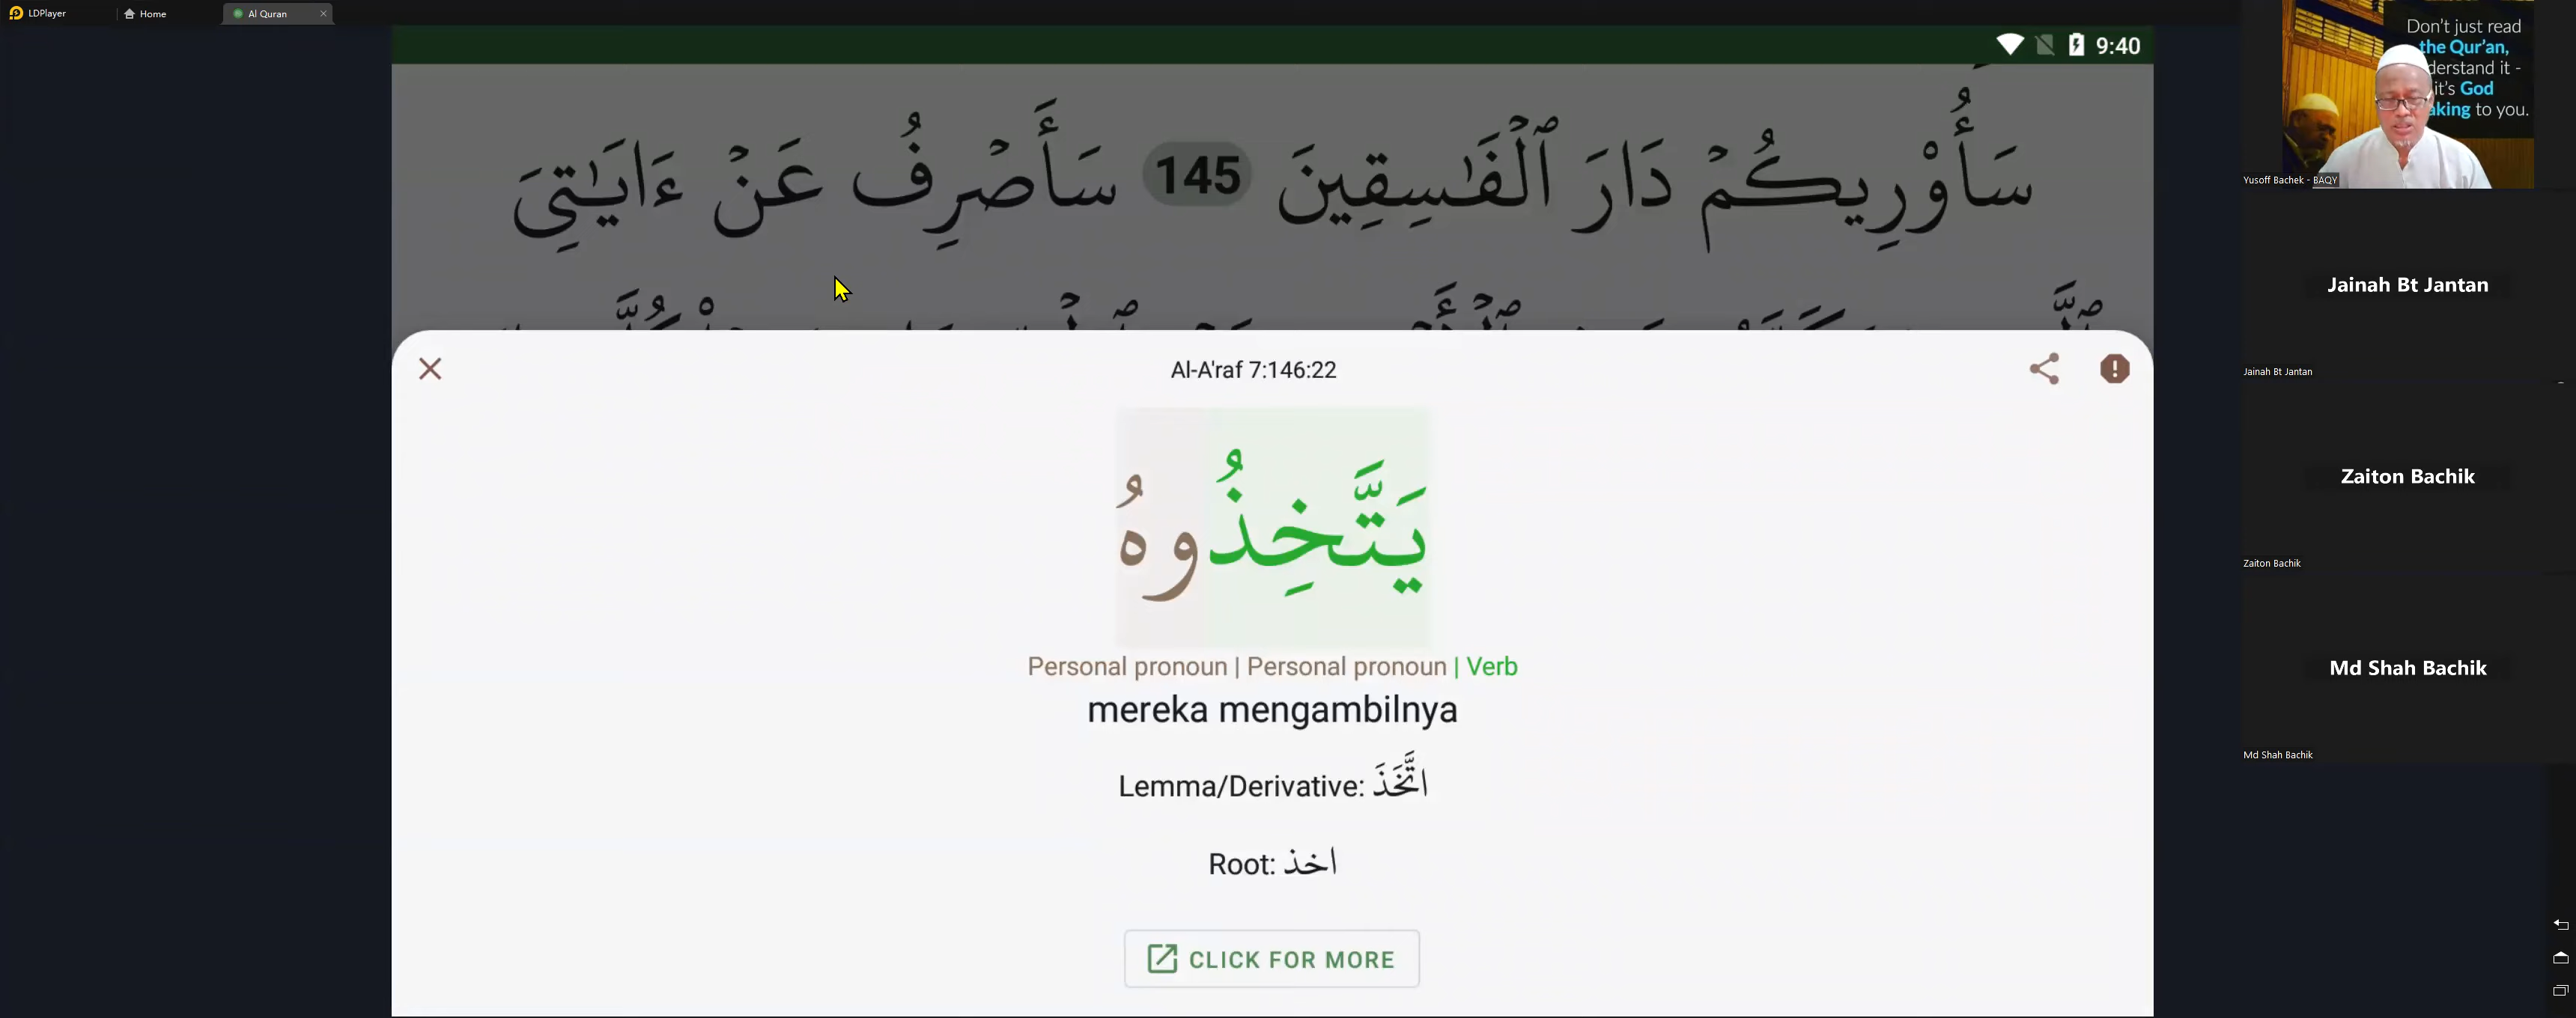 LDPlayer
Home
Al Quran
9:40
سَأُو۟رِيكُمۡ دَارَ ٱلۡفَٰسِقِينَ 145 سَأَصۡرِفُ عَنۡ ءَايَٰتِىَ
Al-A'raf 7:146:22
يَتَّخِذُوهُ
Personal pronoun | Personal pronoun | Verb
mereka mengambilnya
Lemma/Derivative: اتَّخَذَ
Root: اخذ
CLICK FOR MORE
Don't just read
the Qur'an,
derstand it -
it's God
aking to you.
Yusoff Bachek - BAQY
Jainah Bt Jantan
Jainah Bt Jantan
Zaiton Bachik
Zaiton Bachik
Md Shah Bachik
Md Shah Bachik